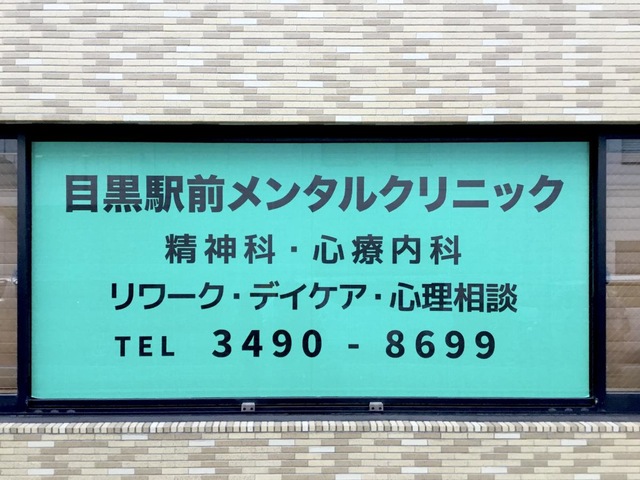 目黒駅前メンタルクリニック
精神科・心療内科
リワーク・デイケア・心理相談
TEL 3490 - 8699